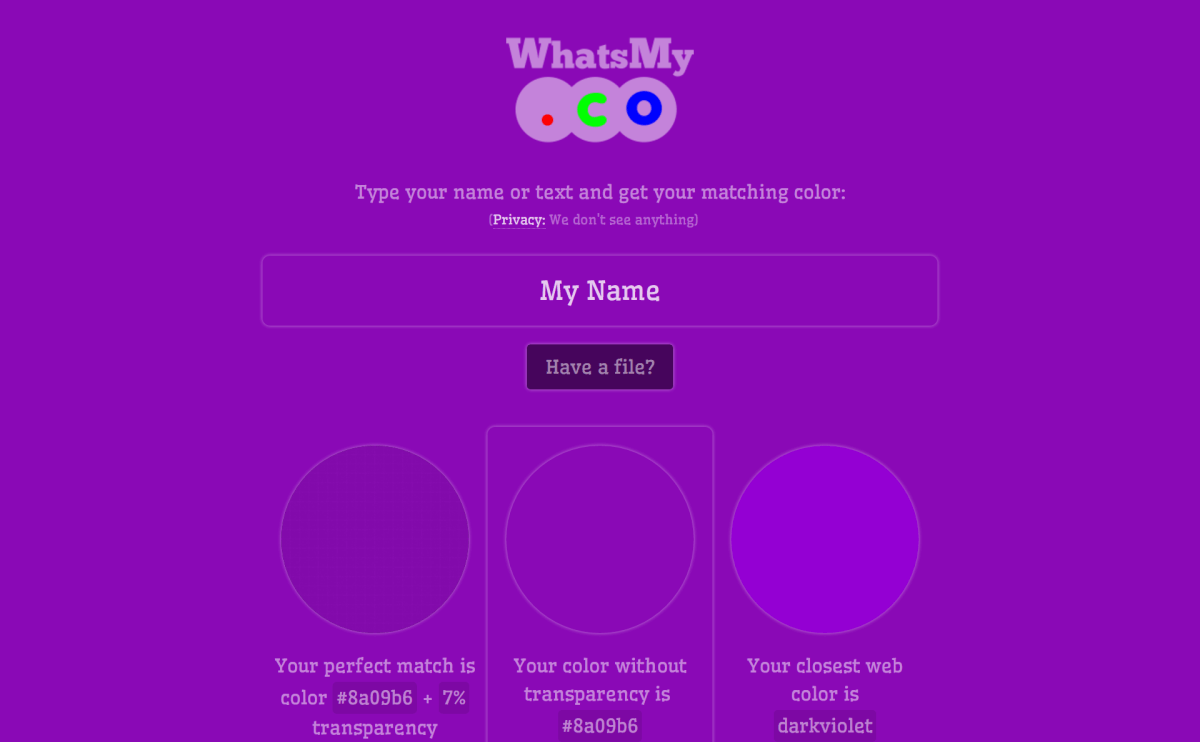 WhatsMy
.co
Type your name or text and get your matching color:
(Privacy: We don't see anything)
My Name
Have a file?
Your perfect match is
color #8a09b6 + 7%
transparency
Your color without
transparency is
#8a09b6
Your closest web
color is
darkviolet